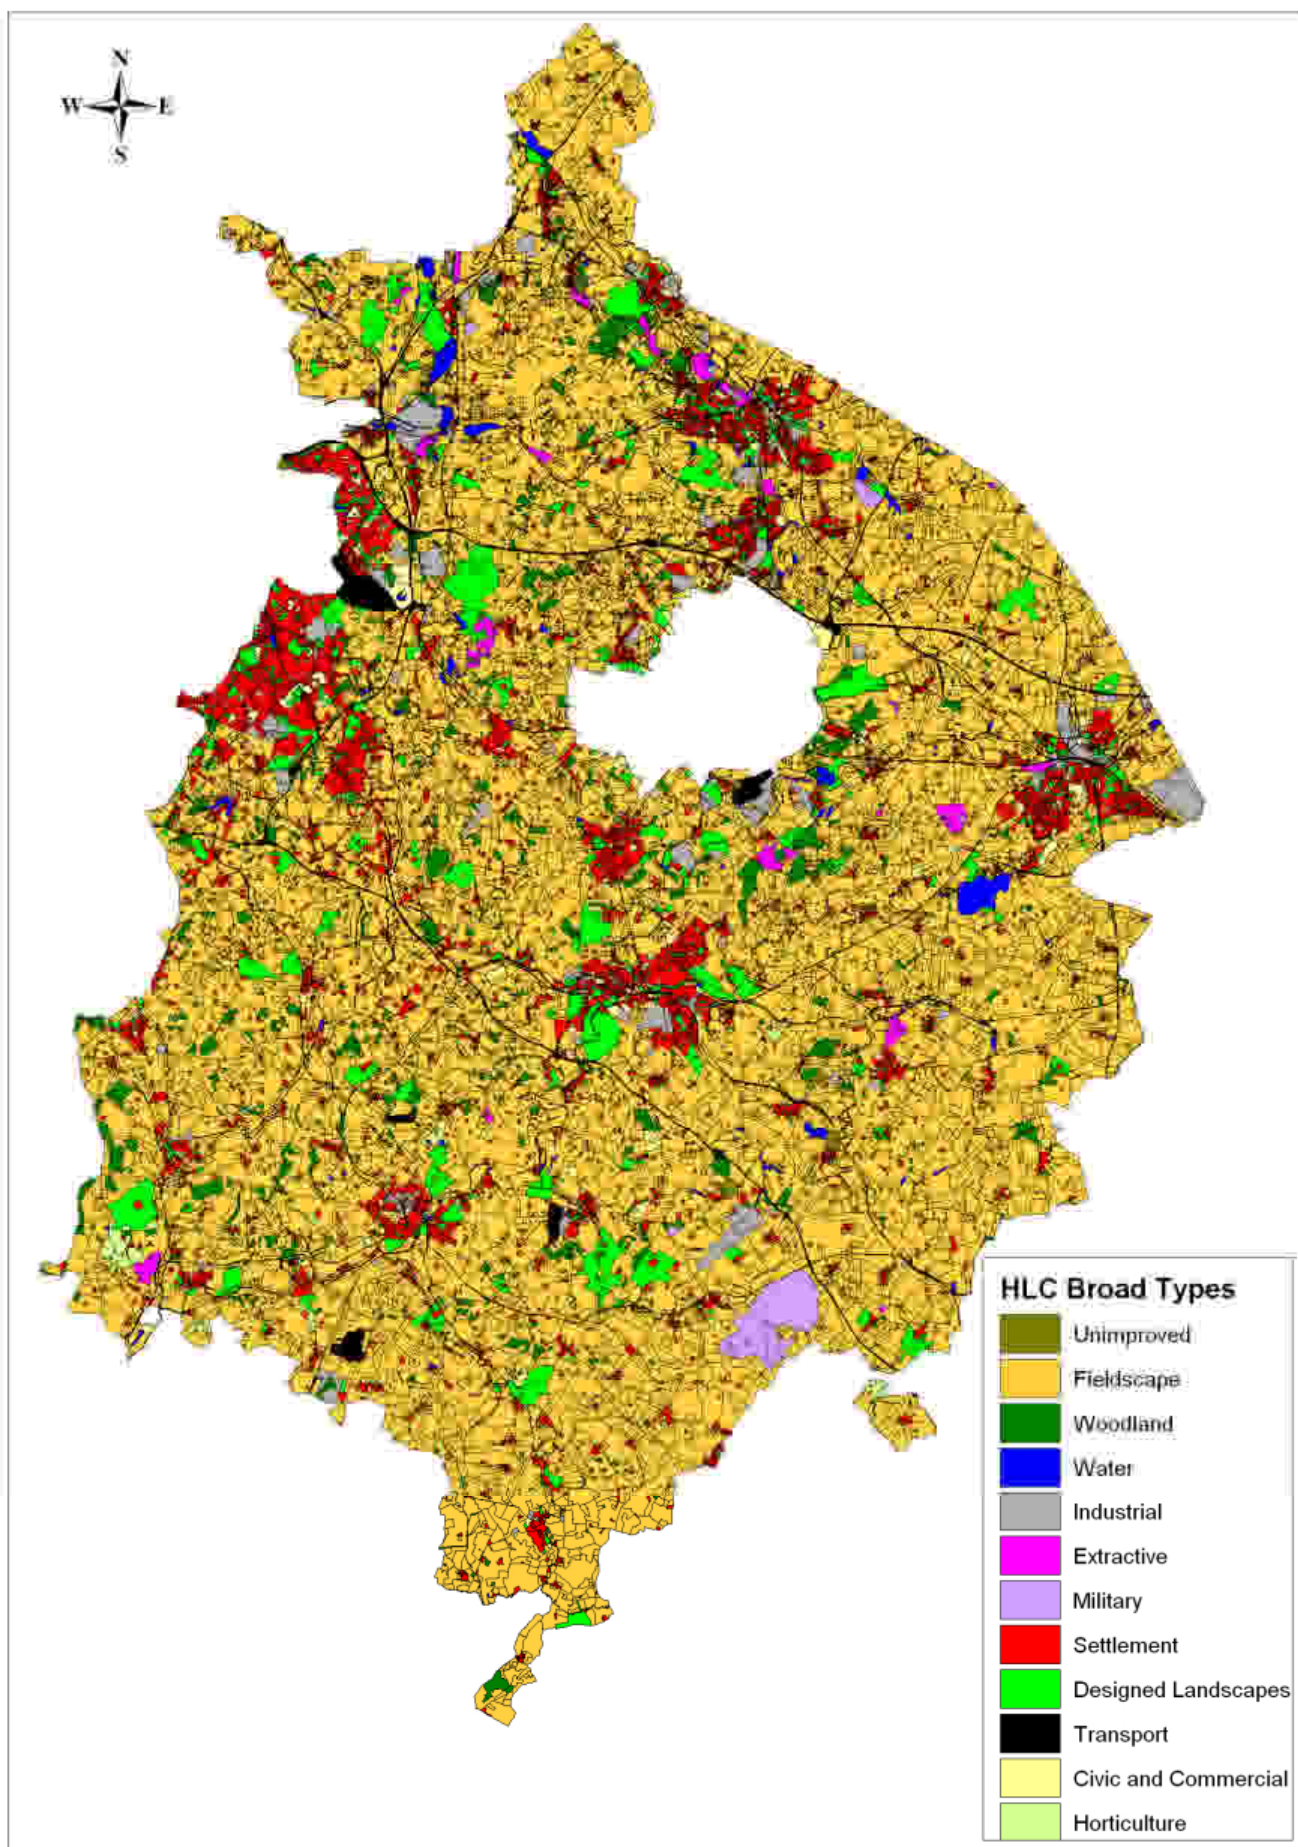 N
W E
S
HLC Broad Types
Unimproved
Fieldscape
Woodland
Water
Industrial
Extractive
Military
Settlement
Designed Landscapes
Transport
Civic and Commercial
Horticulture